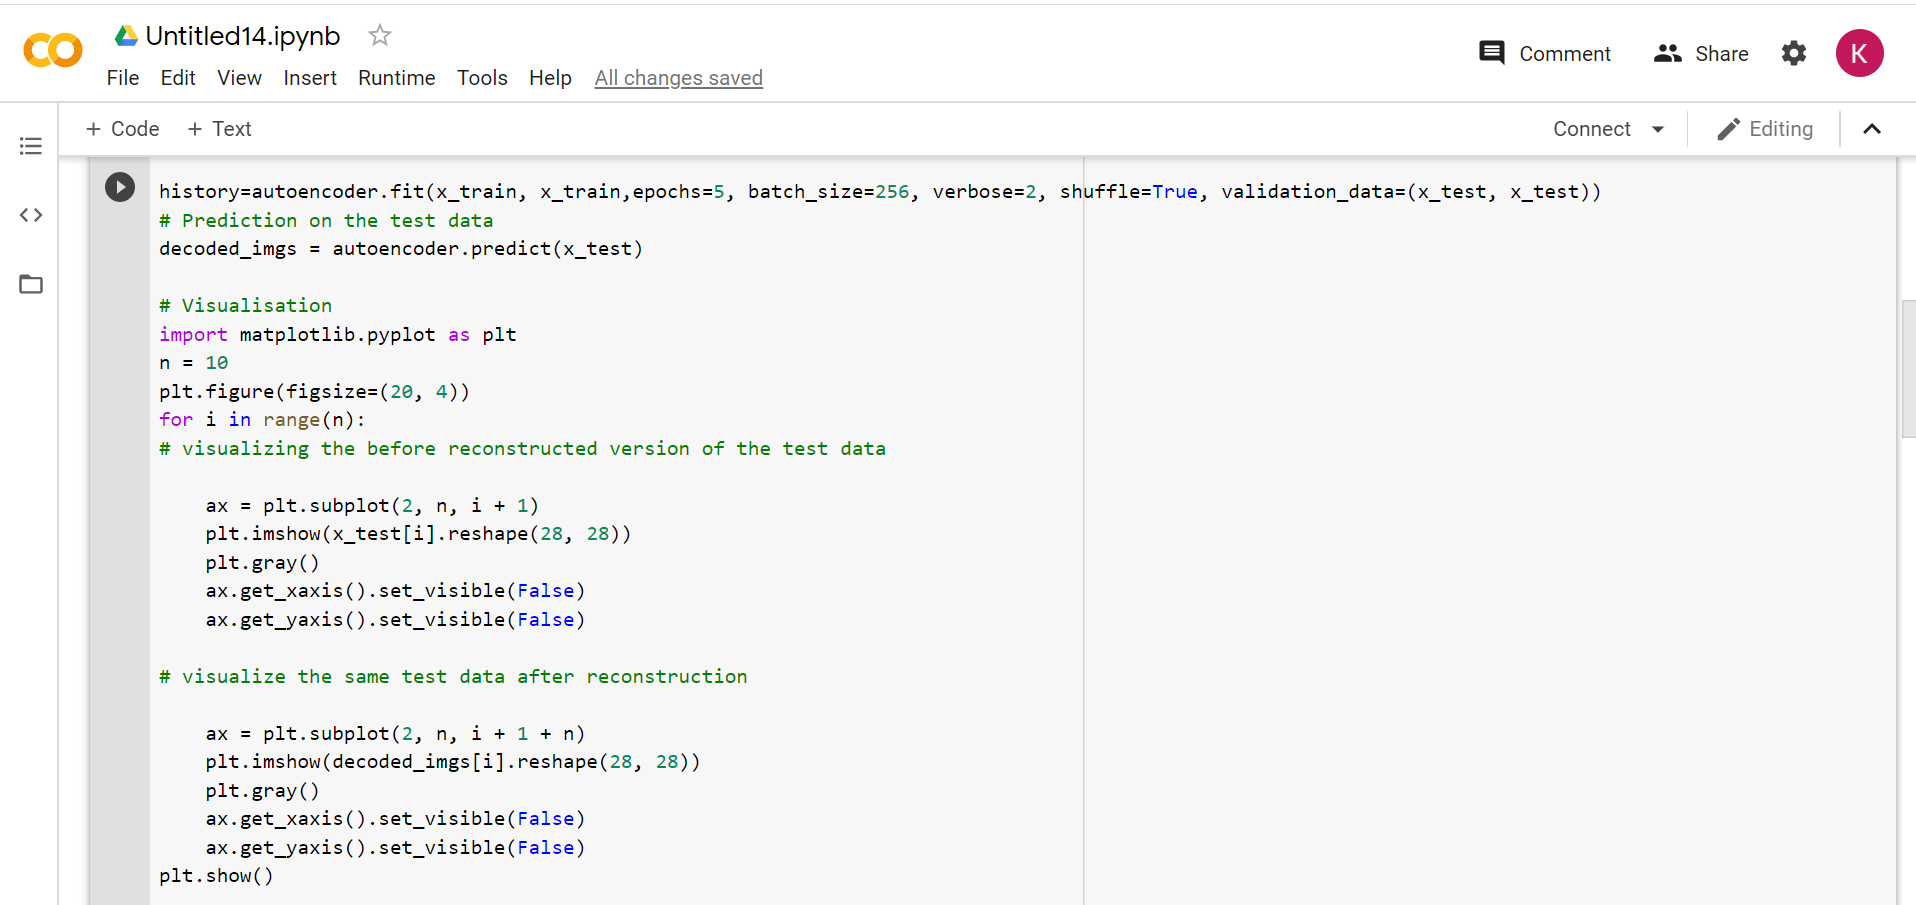 Untitled14.ipynb
File Edit View Insert Runtime Tools Help All changes saved
Comment Share K
+ Code + Text
Connect Editing
history=autoencoder.fit(x_train, x_train,epochs=5, batch_size=256, verbose=2, shuffle=True, validation_data=(x_test, x_test))
# Prediction on the test data
decoded_imgs = autoencoder.predict(x_test)
# Visualisation
import matplotlib.pyplot as plt
n = 10
plt.figure(figsize=(20, 4))
for i in range(n):
# visualizing the before reconstructed version of the test data
    ax = plt.subplot(2, n, i + 1)
    plt.imshow(x_test[i].reshape(28, 28))
    plt.gray()
    ax.get_xaxis().set_visible(False)
    ax.get_yaxis().set_visible(False)
# visualize the same test data after reconstruction
    ax = plt.subplot(2, n, i + 1 + n)
    plt.imshow(decoded_imgs[i].reshape(28, 28))
    plt.gray()
    ax.get_xaxis().set_visible(False)
    ax.get_yaxis().set_visible(False)
plt.show()